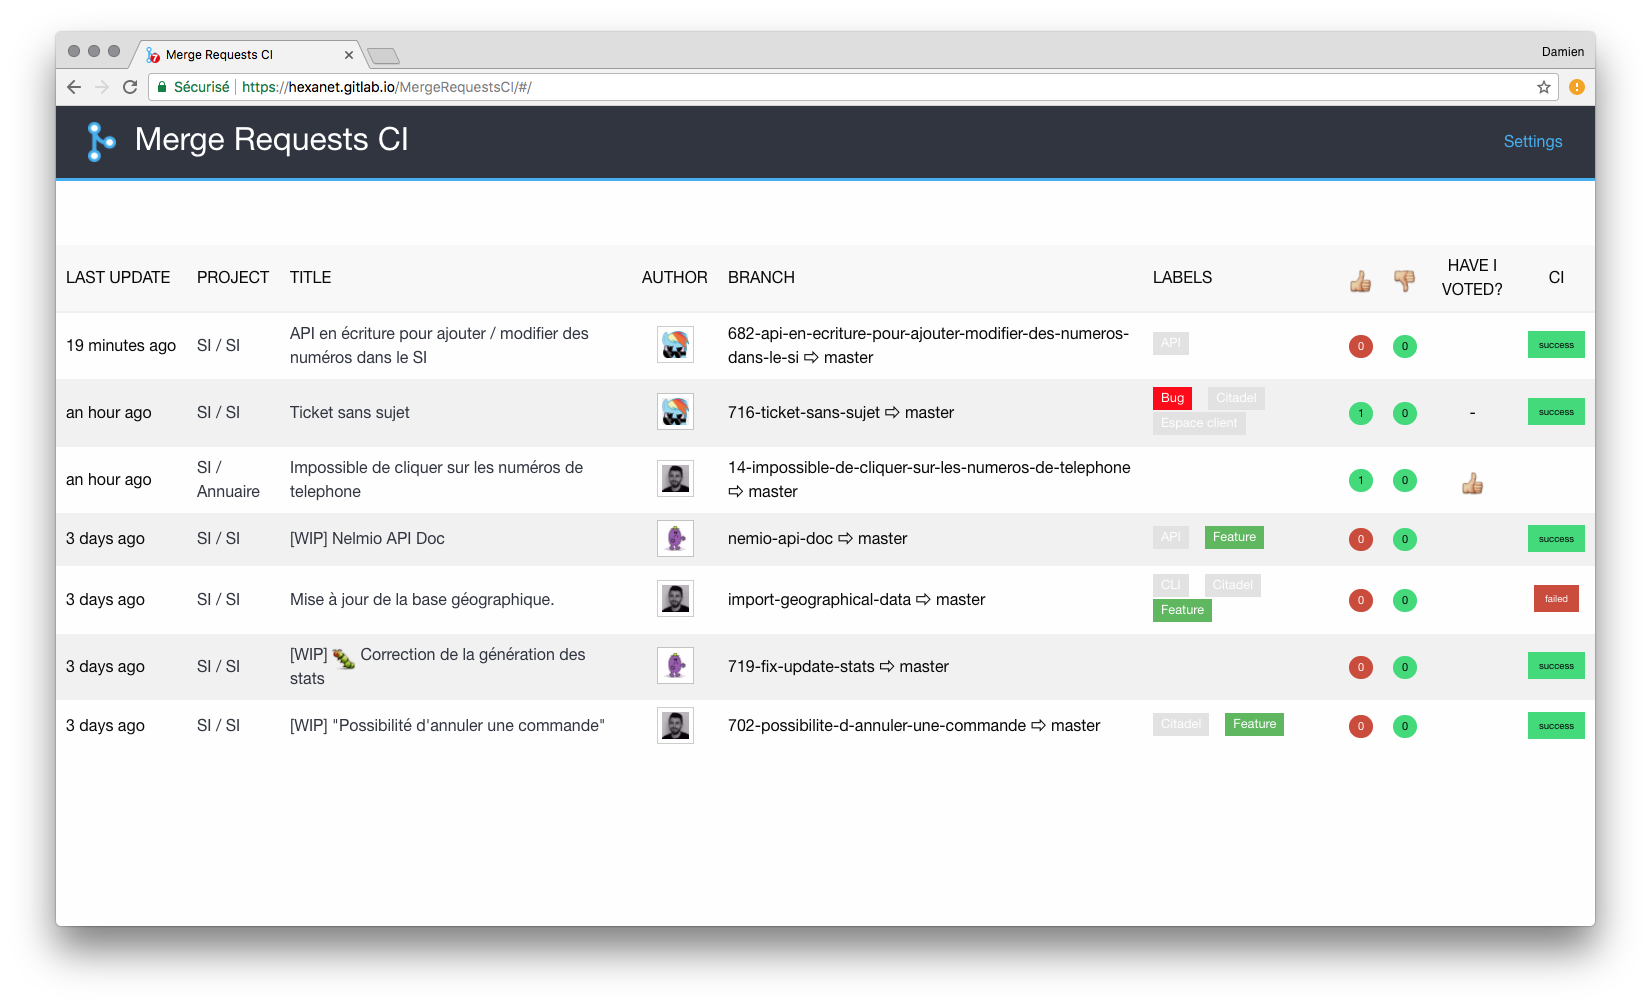 Merge Requests CI
Damien
Sécurisé https://hexanet.gitlab.io/MergeRequestsCI/#/
Merge Requests CI
Settings
LAST UPDATE PROJECT TITLE AUTHOR BRANCH LABELS 👍 👎 HAVE I VOTED? CI
19 minutes ago SI / SI API en écriture pour ajouter / modifier des
numéros dans le SI
682-api-en-ecriture-pour-ajouter-modifier-des-numeros-
dans-le-si ⇨ master
API 0 0 success
an hour ago SI / SI Ticket sans sujet 716-ticket-sans-sujet ⇨ master Bug Citadel
Espace client
1 0 - success
an hour ago SI /
Annuaire
Impossible de cliquer sur les numéros de
telephone
14-impossible-de-cliquer-sur-les-numeros-de-telephone
⇨ master
1 0 👍
3 days ago SI / SI [WIP] Nelmio API Doc nemio-api-doc ⇨ master API Feature 0 0 success
3 days ago SI / SI Mise à jour de la base géographique. import-geographical-data ⇨ master CLI Citadel
Feature
0 0 failed
3 days ago SI / SI [WIP] 🐛 Correction de la génération des
stats
719-fix-update-stats ⇨ master 0 0 success
3 days ago SI / SI [WIP] "Possibilité d'annuler une commande" 702-possibilite-d-annuler-une-commande ⇨ master Citadel Feature 0 0 success